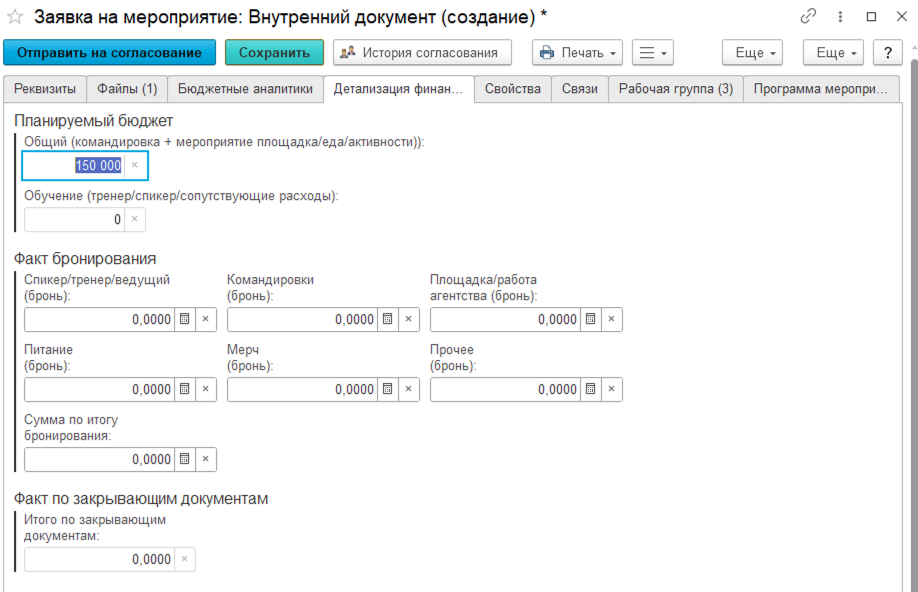 Заявка на мероприятие: Внутренний документ (создание) *
Отправить на согласование Сохранить История согласования Печать Еще Еще ?
Реквизиты Файлы (1) Бюджетные аналитики Детализация финан... Свойства Связи Рабочая группа (3) Программа меропри...
Планируемый бюджет
Общий (командировка + мероприятие площадка/еда/активности)):
150 000 ×
Обучение (тренер/спикер/сопутствующие расходы):
0 ×
Факт бронирования
Спикер/тренер/ведущий Командировки Площадка/работа
(бронь): (бронь): агентства (бронь):
0,0000 × 0,0000 × 0,0000 ×
Питание Мерч Прочее
(бронь): (бронь): (бронь):
0,0000 × 0,0000 × 0,0000 ×
Сумма по итогу
бронирования:
0,0000 ×
Факт по закрывающим документам
Итого по закрывающим
документам:
0,0000 ×